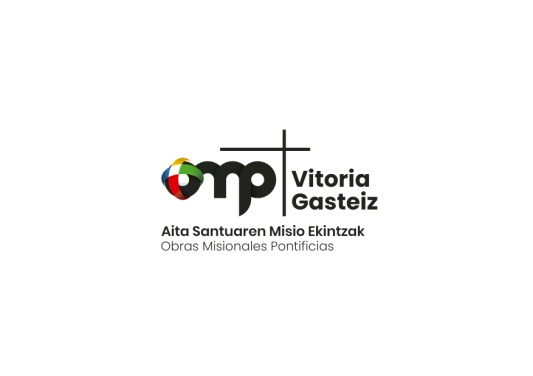 omp
Vitoria
Gasteiz
Aita Santuaren Misio Ekintzak
Obras Misionales Pontificias